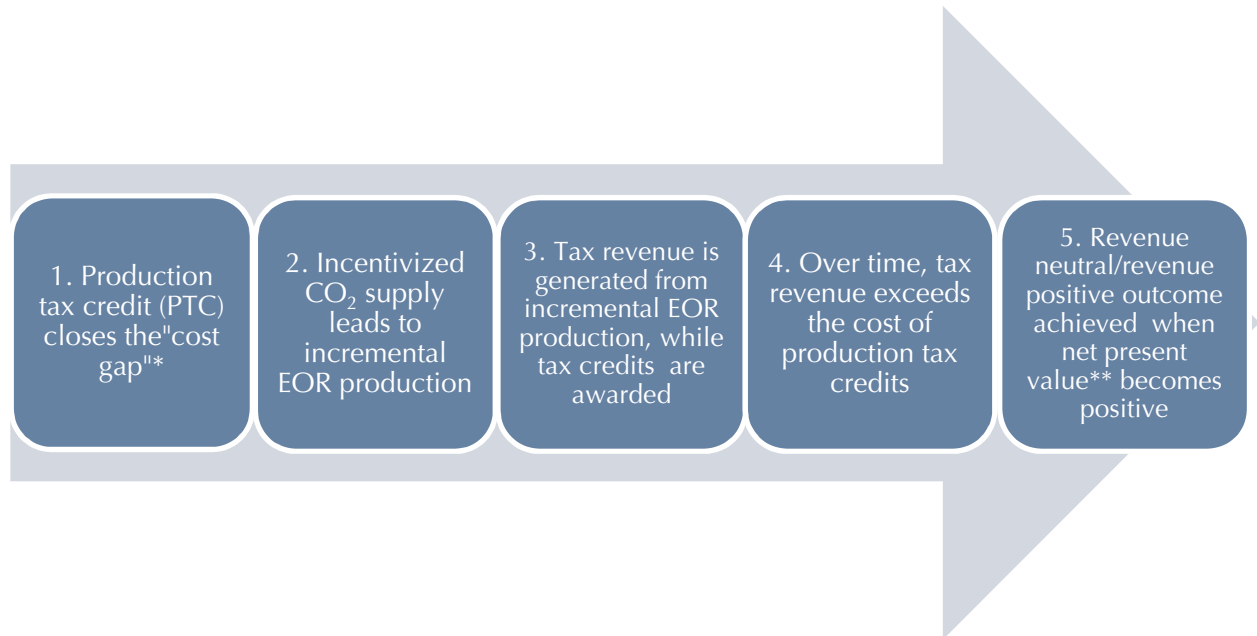 1. Production
tax credit (PTC)
closes the"cost
gap"*
2. Incentivized
CO₂ supply
leads to
incremental
EOR production
3. Tax revenue is
generated from
incremental EOR
production, while
tax credits  are
awarded
4. Over time, tax
revenue exceeds
the cost of
production tax
credits
5. Revenue
neutral/revenue
positive outcome
achieved  when
net present
value** becomes
positive